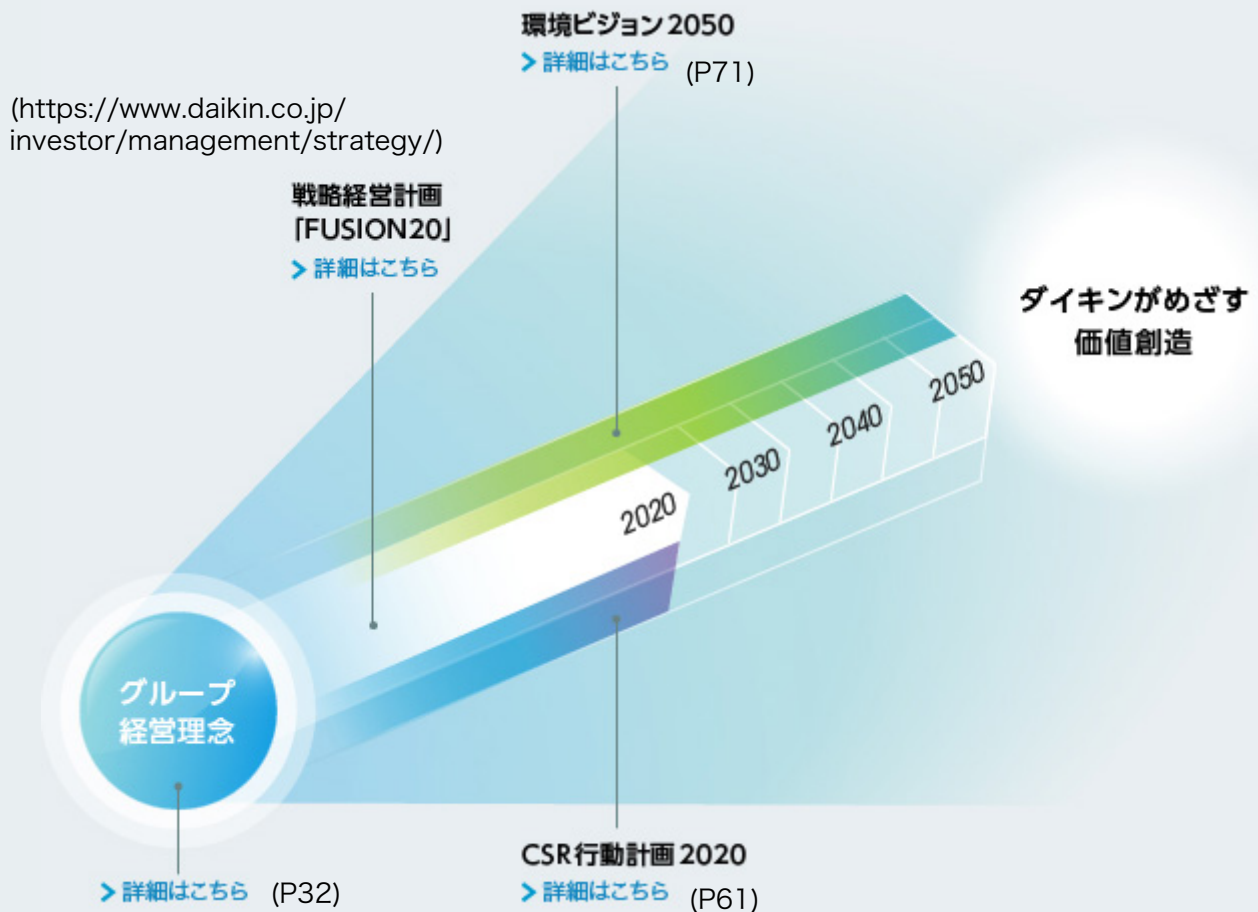 環境ビジョン2050
> 詳細はこちら (P71)
(https://www.daikin.co.jp/
investor/management/strategy/)
戦略経営計画
「FUSION20」
> 詳細はこちら
ダイキンがめざす
価値創造
2050
2040
2030
2020
グループ
経営理念
> 詳細はこちら (P32)
CSR行動計画2020
> 詳細はこちら (P61)